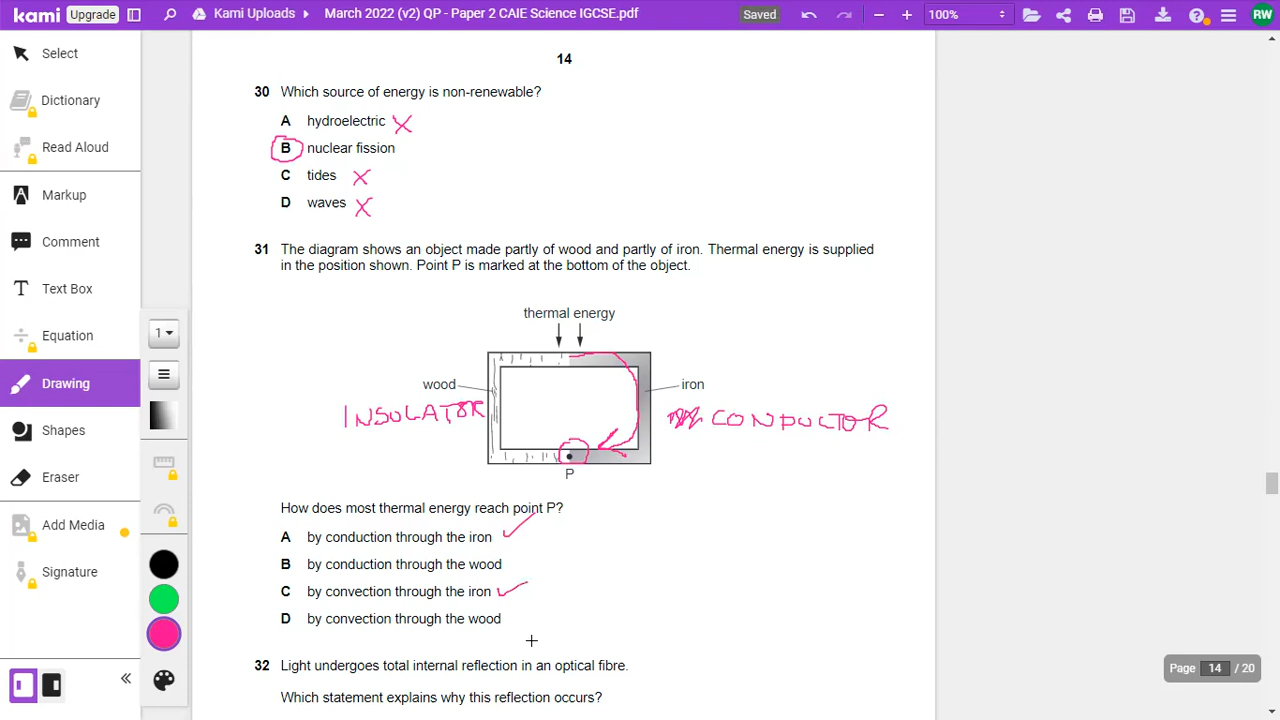 kami Upgrade Kami Uploads March 2022 (v2) QP - Paper 2 CAIE Science IGCSE.pdf Saved 100% RW
Select
Dictionary
Read Aloud
Markup
Comment
Text Box
Equation
Drawing
Shapes
Eraser
Add Media
Signature
1
14
30 Which source of energy is non-renewable?
A hydroelectric
B nuclear fission
C tides
D waves
31 The diagram shows an object made partly of wood and partly of iron. Thermal energy is supplied
in the position shown. Point P is marked at the bottom of the object.
thermal energy
wood
iron
INSULATOR
CONDUCTOR
P
How does most thermal energy reach point P?
A by conduction through the iron
B by conduction through the wood
C by convection through the iron
D by convection through the wood
32 Light undergoes total internal reflection in an optical fibre.
Which statement explains why this reflection occurs?
Page 14 / 20